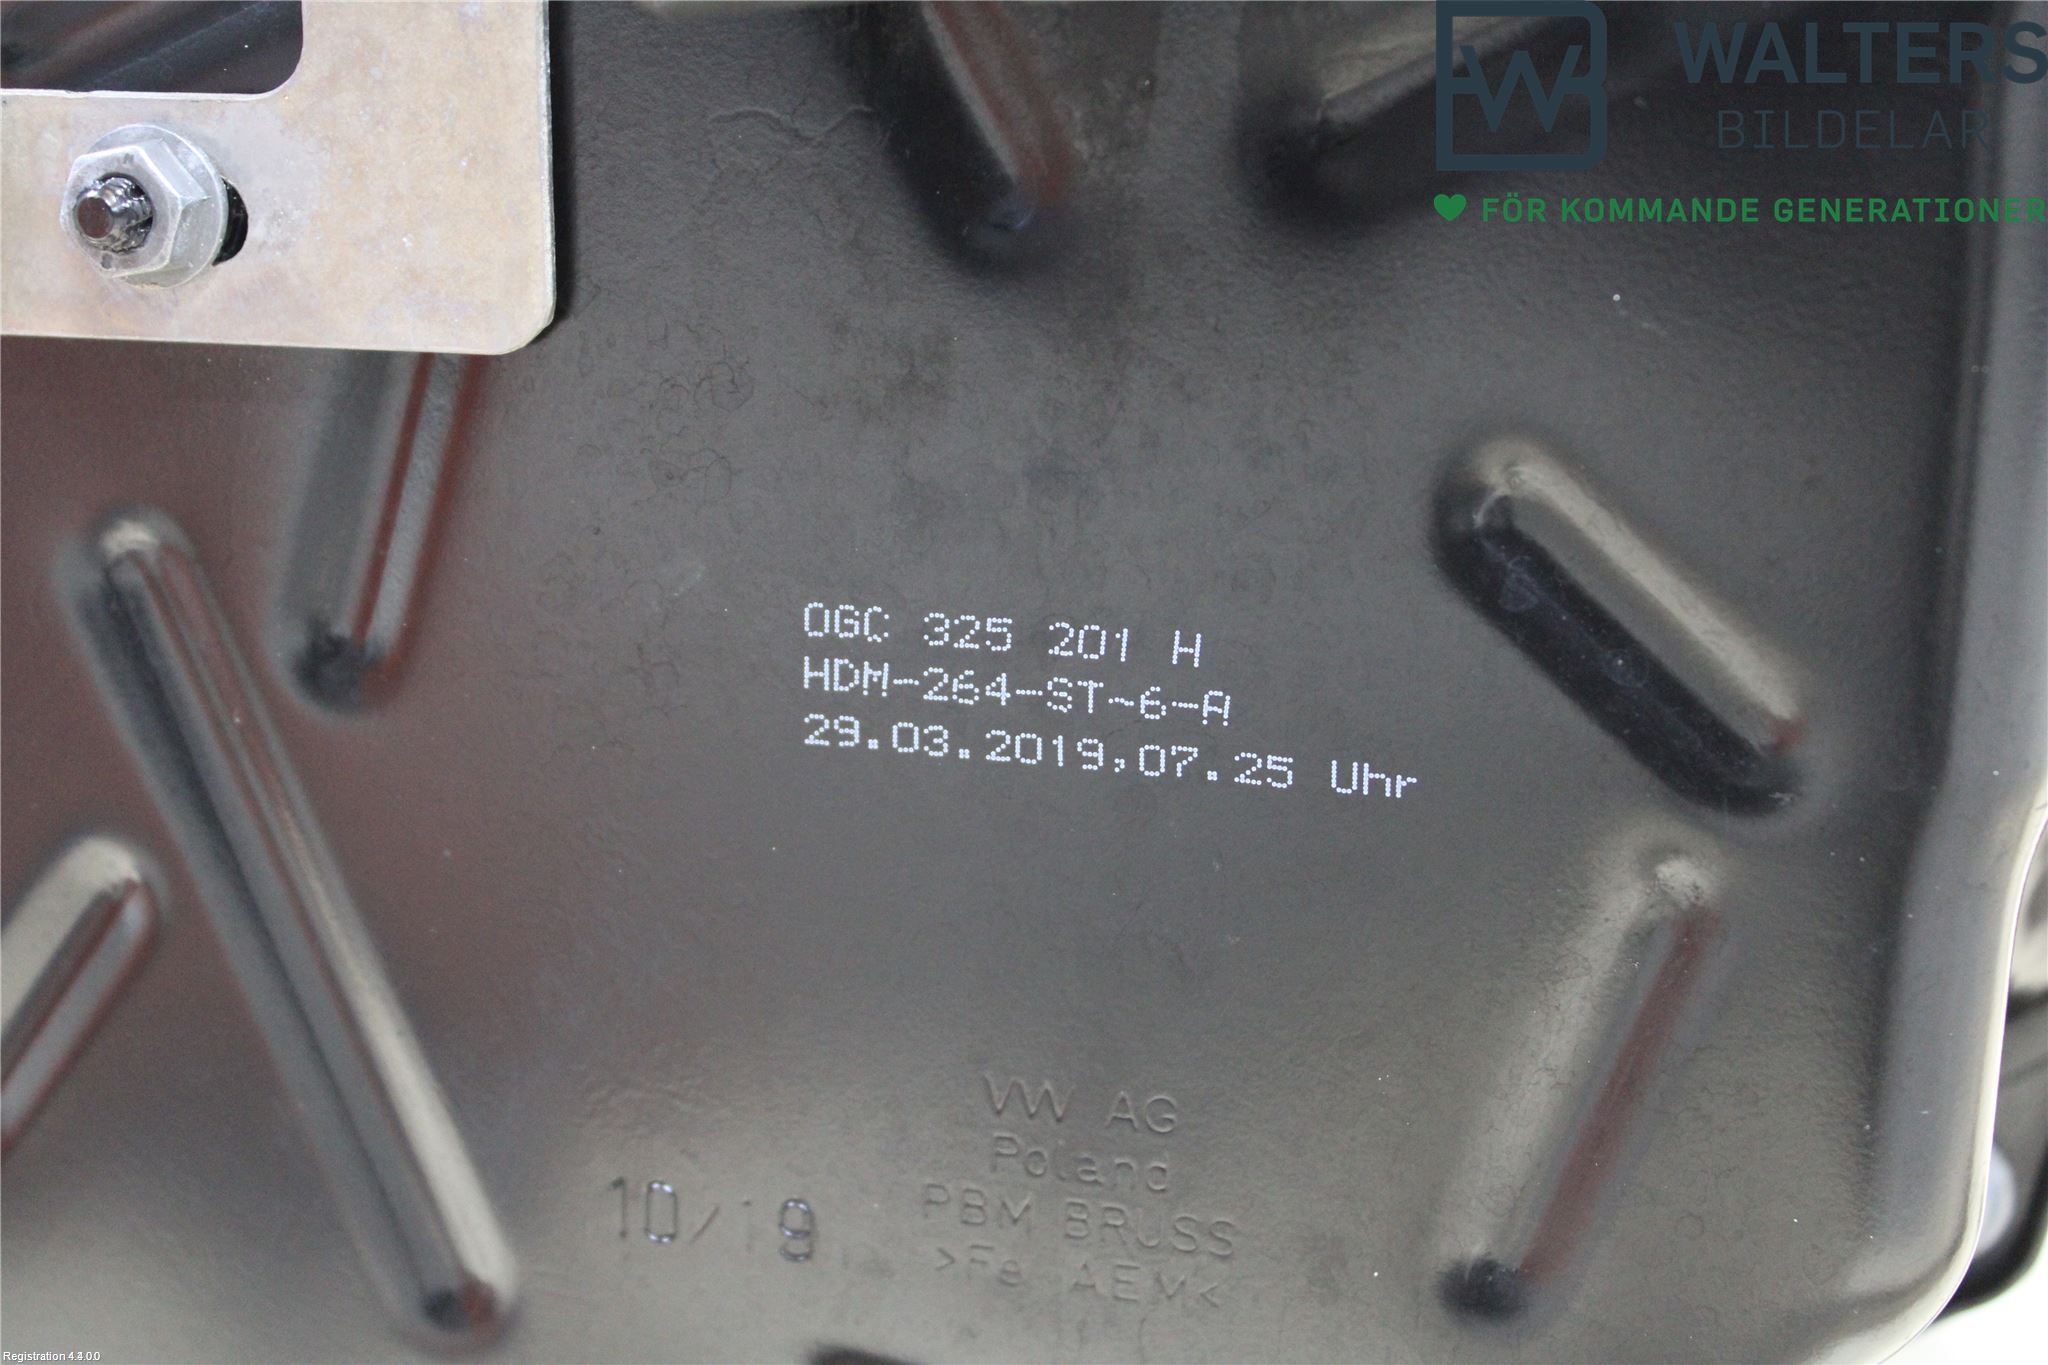 WALTERS
BILDELAR
FÖR KOMMANDE GENERATIONER
0GC 325 201 H
HDM-264-ST-6-A
29.03.2019,07.25 Uhr
VW AG
Poland
PBM BRUSS
>Fe AEM<
10/19